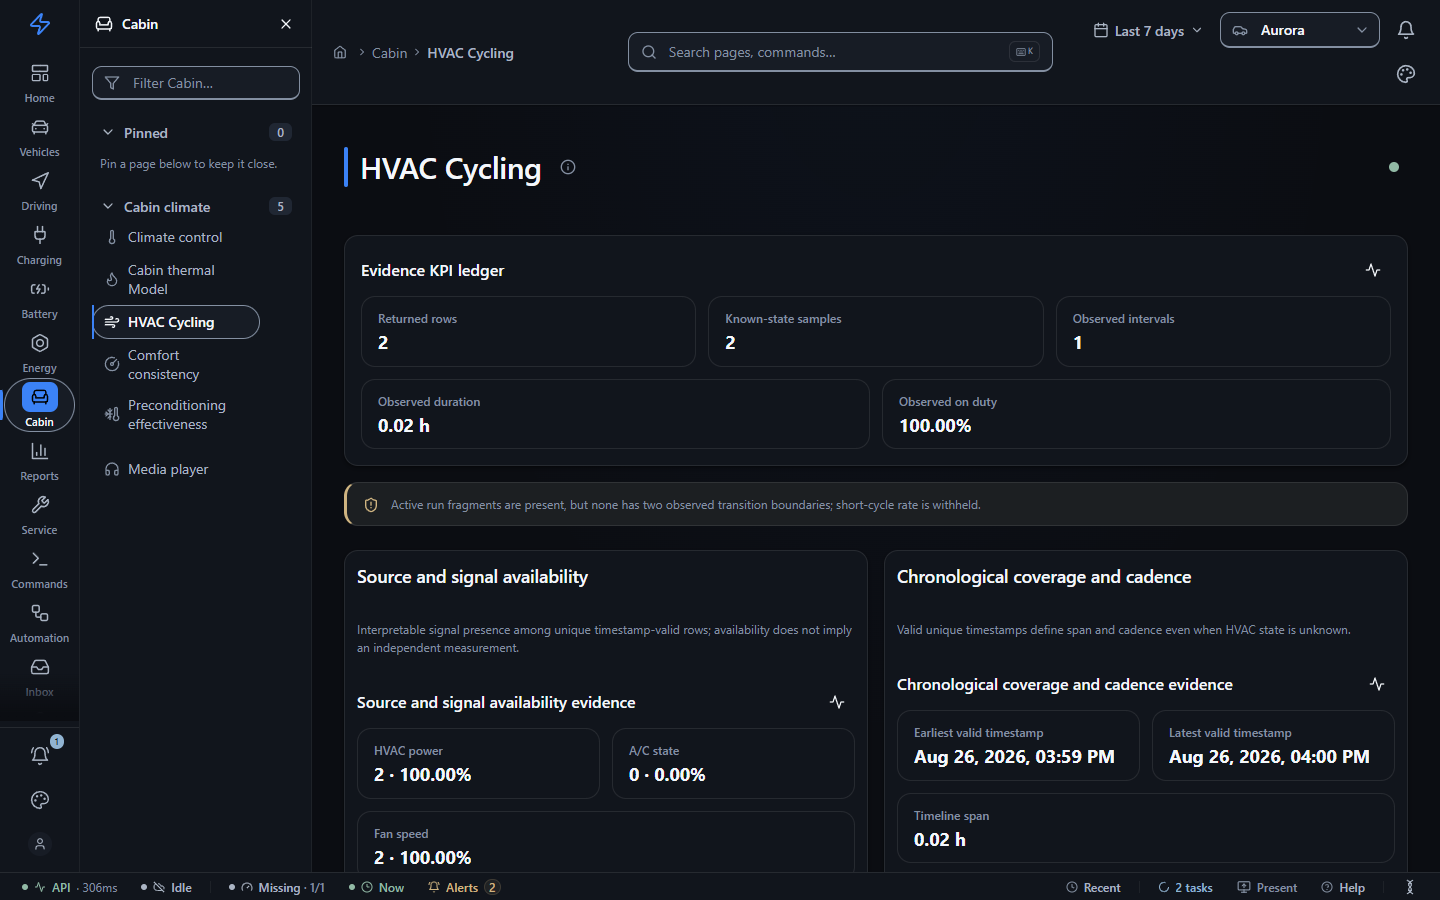 Home
Vehicles
Driving
Charging
Battery
Energy
Cabin
Reports
Service
Commands
Automation
Inbox
1
Cabin
Filter Cabin...
Pinned 0
Pin a page below to keep it close.
Cabin climate 5
Climate control
Cabin thermal
Model
HVAC Cycling
Comfort
consistency
Preconditioning
effectiveness
Media player
Cabin HVAC Cycling
Search pages, commands... K
Last 7 days
Aurora
HVAC Cycling
Evidence KPI ledger
Returned rows
2
Known-state samples
2
Observed intervals
1
Observed duration
0.02 h
Observed on duty
100.00%
Active run fragments are present, but none has two observed transition boundaries; short-cycle rate is withheld.
Source and signal availability
Interpretable signal presence among unique timestamp-valid rows; availability does not imply
an independent measurement.
Source and signal availability evidence
HVAC power
2 · 100.00%
A/C state
0 · 0.00%
Fan speed
2 · 100.00%
Chronological coverage and cadence
Valid unique timestamps define span and cadence even when HVAC state is unknown.
Chronological coverage and cadence evidence
Earliest valid timestamp
Aug 26, 2026, 03:59 PM
Latest valid timestamp
Aug 26, 2026, 04:00 PM
Timeline span
0.02 h
API · 306ms Idle Missing · 1/1 Now Alerts 2 Recent 2 tasks Present Help